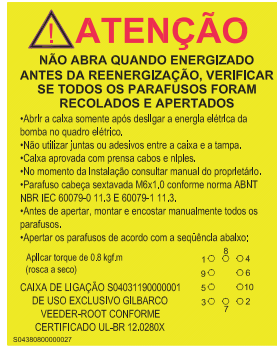 ATENÇÃO
NÃO ABRA QUANDO ENERGIZADO
ANTES DA REENERGIZAÇÃO, VERIFICAR
SE TODOS OS PARAFUSOS FORAM
RECOLADOS E APERTADOS
•Abrir a caixa somente após desligar a energia elétrica da
bomba no quadro elétrico.
•Não utilizar juntas ou adesivos entre a caixa e a tampa.
•Caixa aprovada com prensa cabos e niples.
•No momento da Instalação consultar manual do proprietário.
•Parafuso cabeça sextavada M6x1,0 conforme norma ABNT
NBR IEC 60079-0 11.3 E 60079-1 11.3.
•Antes de apertar, montar e encostar manualmente todos os
parafusos.
•Apertar os parafusos de acordo com a seqüência abaixo:
Aplicar torque de 0.8 kgf.m
(rosca a seco)
1 8 4
9 6
5 10
3 7 2
CAIXA DE LIGAÇÃO S04031190000001
DE USO EXCLUSIVO GILBARCO
VEEDER-ROOT CONFORME
CERTIFICADO UL-BR 12.0280X
S04380800000027